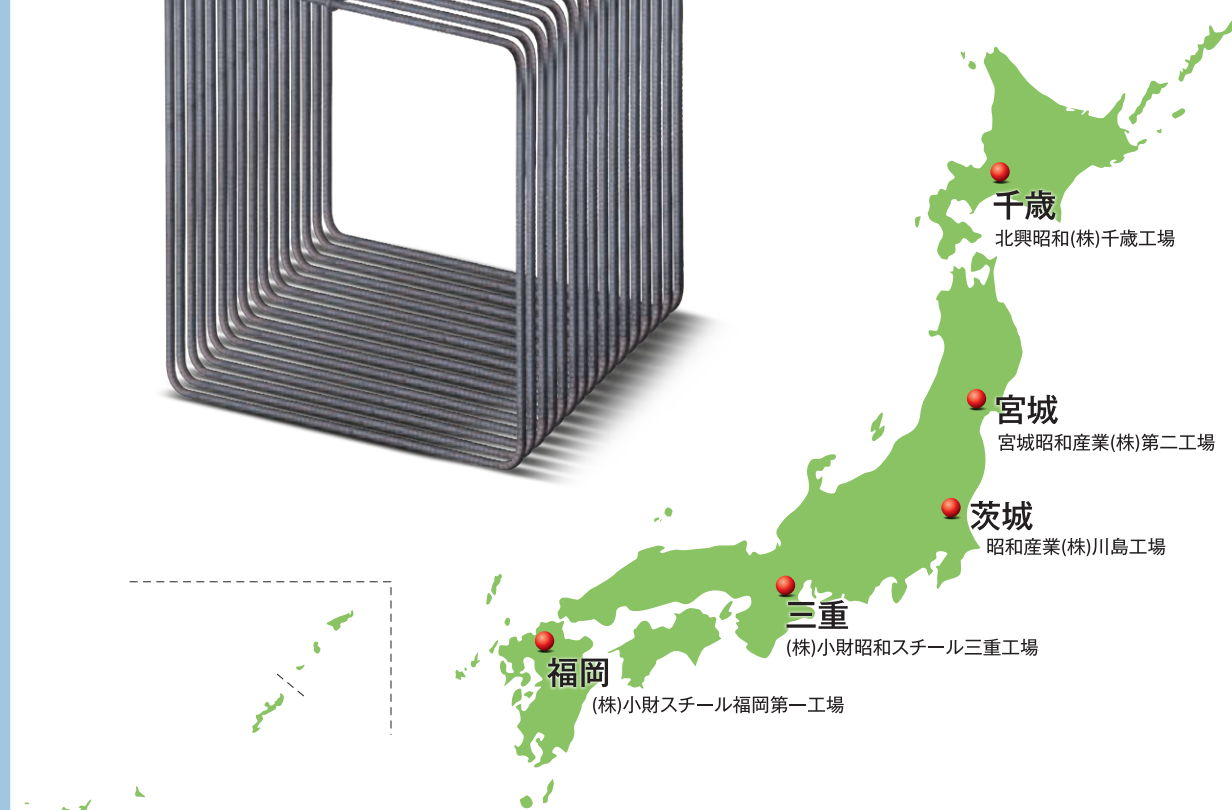 千歳
北興昭和(株)千歳工場
宮城
宮城昭和産業(株)第二工場
茨城
昭和産業(株)川島工場
三重
(株)小財昭和スチール三重工場
福岡
(株)小財スチール福岡第一工場